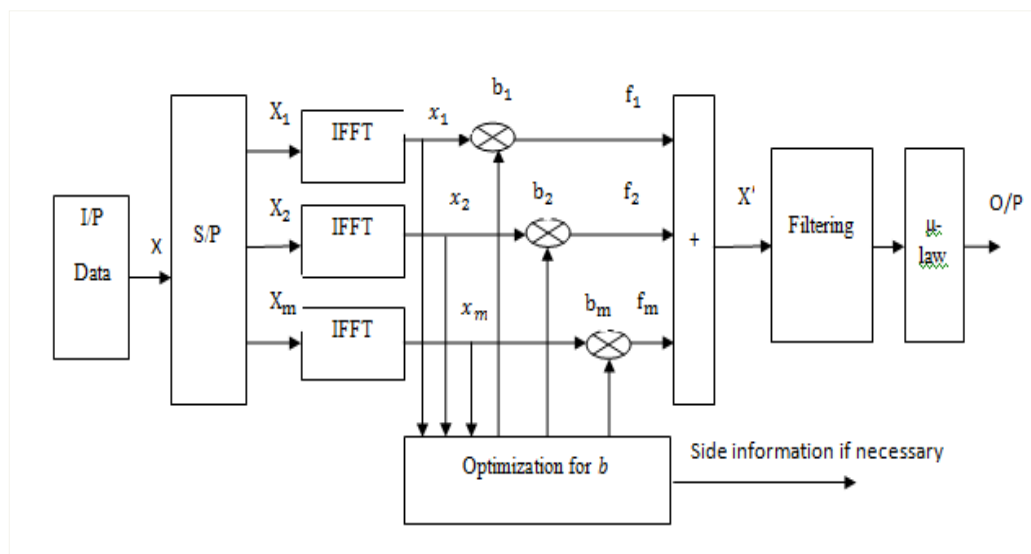 I/P
Data
X
S/P
X₁
X₂
Xₘ
IFFT
IFFT
IFFT
x₁
x₂
xₘ
b₁
b₂
bₘ
f₁
f₂
fₘ
+
X'
Filtering
μ-
law
O/P
Optimization for b
Side information if necessary